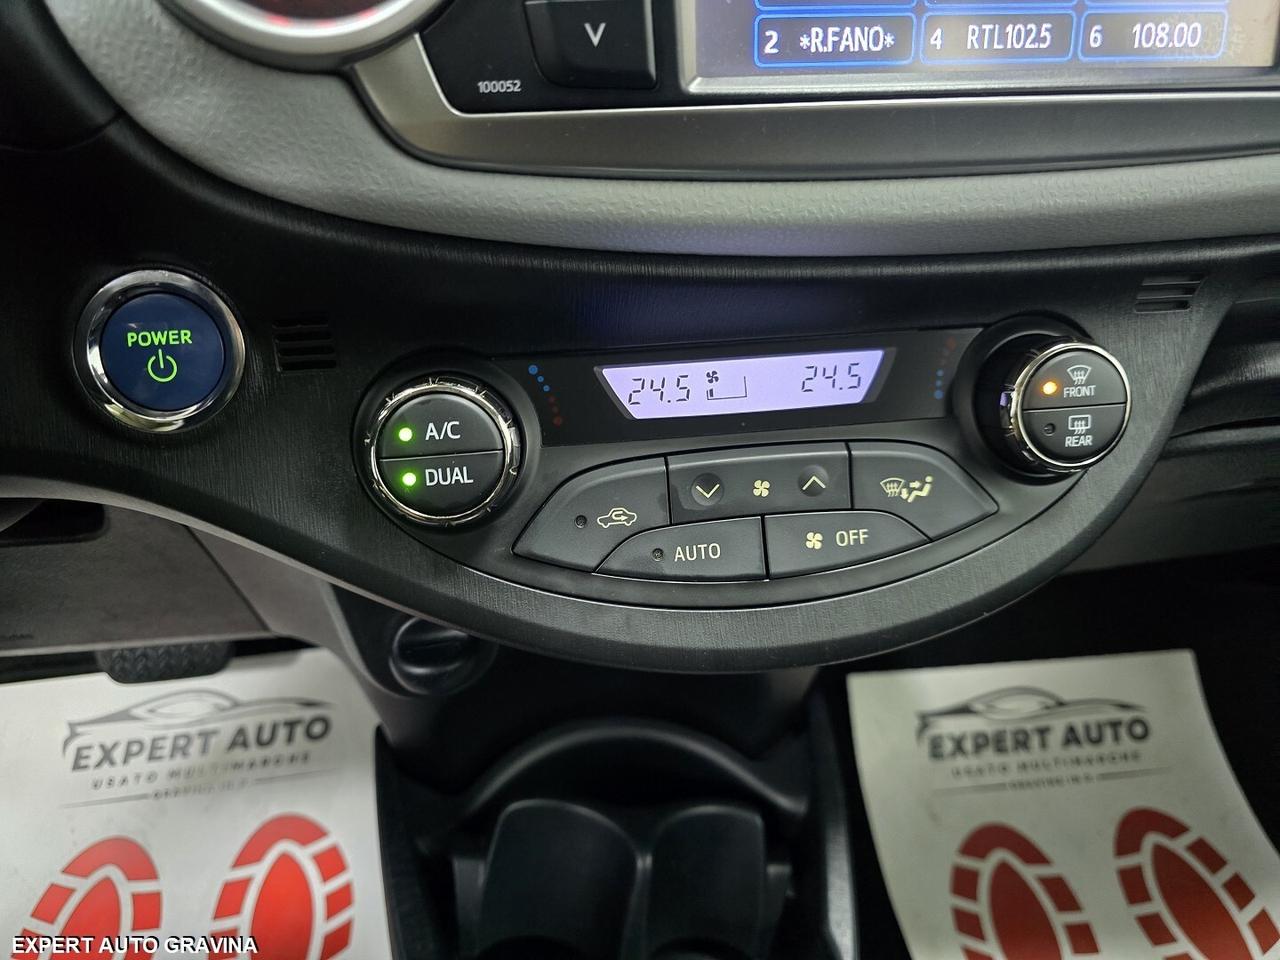 2 *R.FANO* 4 RTL102.5 6 108.00
100052
POWER
A/C
DUAL
24.5 24.5
FRONT
REAR
AUTO
OFF
EXPERT AUTO
USATO MULTIMARCHE
EXPERT AUTO
USATO MULTIMARCHE
EXPERT AUTO GRAVINA